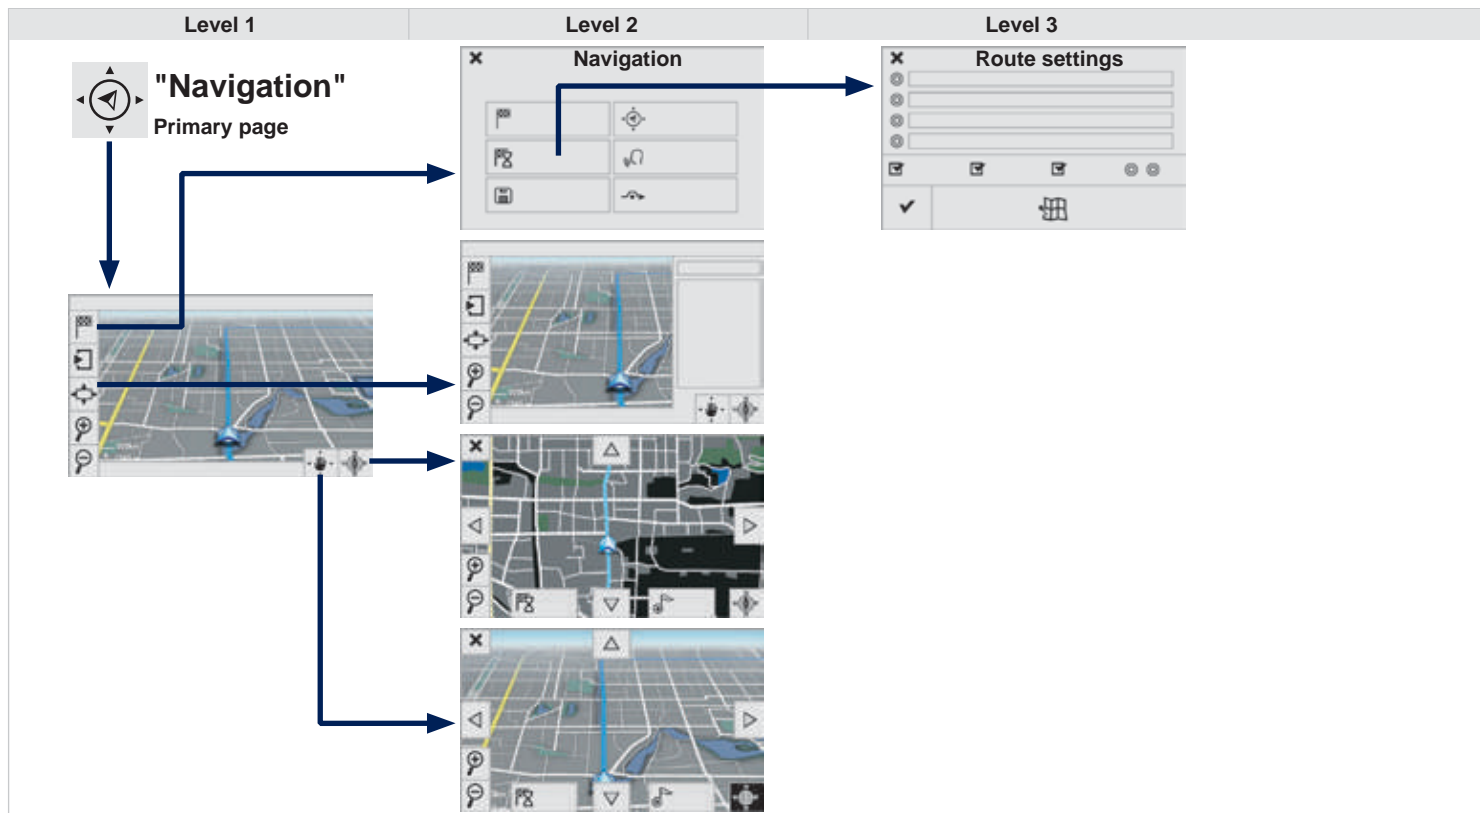 Level 1
Level 2
Level 3
"Navigation"
Primary page
Navigation
Route settings